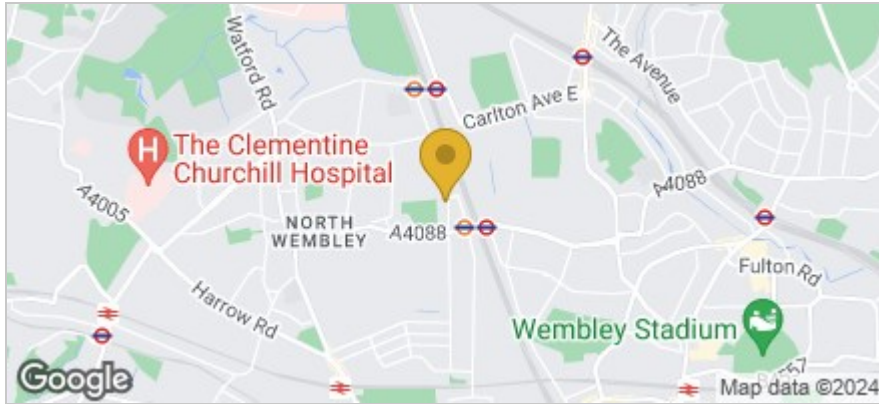 Watford Rd
The Avenue
Carlton Ave E
The Clementine
Churchill Hospital
H
A4005
A4088
NORTH
WEMBLEY
A4088
Fulton Rd
Harrow Rd
Wembley Stadium
Google
Map data ©2024